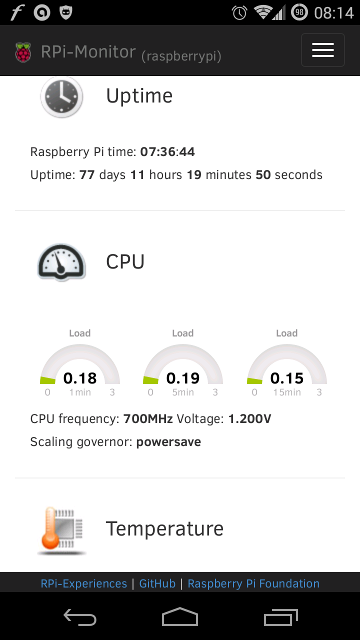 98 08:14
RPi-Monitor (raspberrypi)
Uptime
Raspberry Pi time: 07:36:44
Uptime: 77 days 11 hours 19 minutes 50 seconds
CPU
Load Load Load
0.18 0.19 0.15
0 1min 3 0 5min 3 0 15min 3
CPU frequency: 700MHz Voltage: 1.200V
Scaling governor: powersave
Temperature
RPi-Experiences | GitHub | Raspberry Pi Foundation